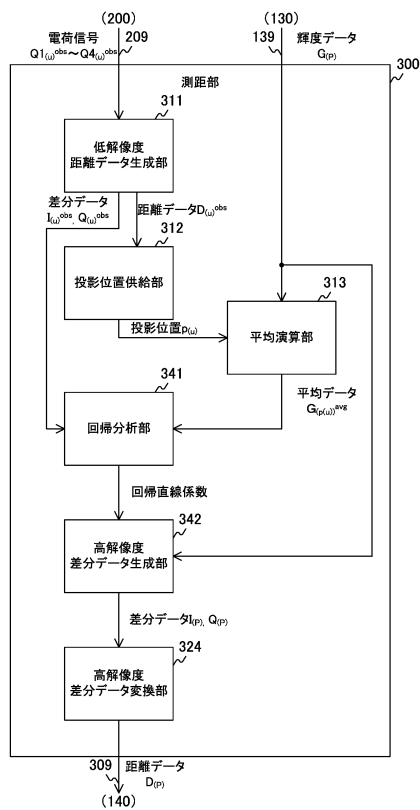 (200)
(130)
電荷信号
Q1(u)obs～Q4(u)obs
209
139
輝度データ
G(P)
300
測距部
311
低解像度
距離データ生成部
差分データ
I(u)obs, Q(u)obs
距離データD(u)obs
312
投影位置供給部
投影位置p(u)
313
平均演算部
平均データ
G(p(u))avg
341
回帰分析部
回帰直線係数
342
高解像度
差分データ生成部
差分データI(P), Q(P)
324
高解像度
差分データ変換部
309
距離データ
D(P)
(140)